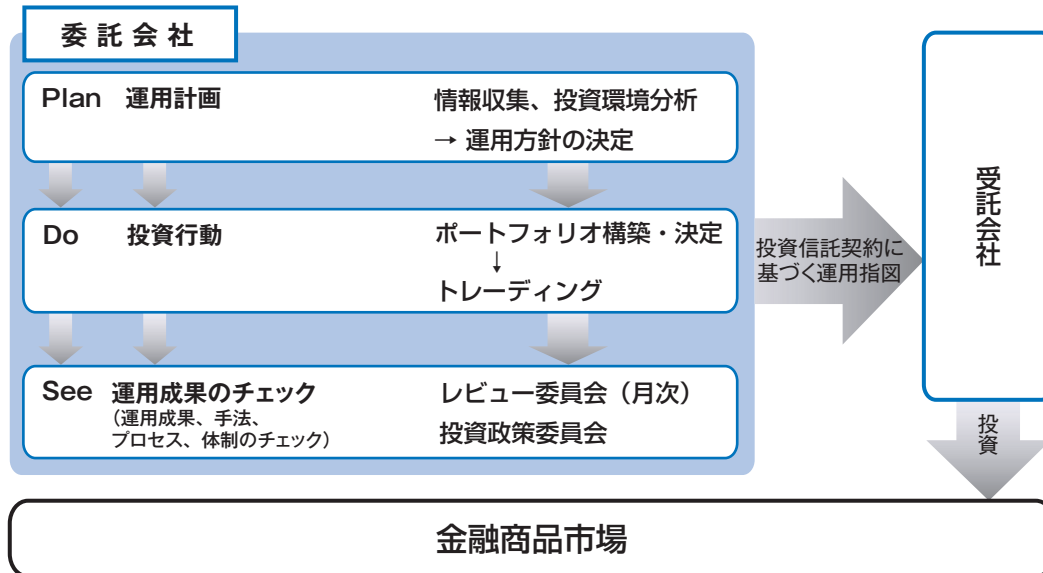 委託会社
Plan 運用計画
情報収集、投資環境分析
→ 運用方針の決定
Do 投資行動
ポートフォリオ構築・決定
↓
トレーディング
See 運用成果のチェック
(運用成果、手法、
プロセス、体制のチェック)
レビュー委員会（月次）
投資政策委員会
投資信託契約に
基づく運用指図
受託会社
投資
金融商品市場